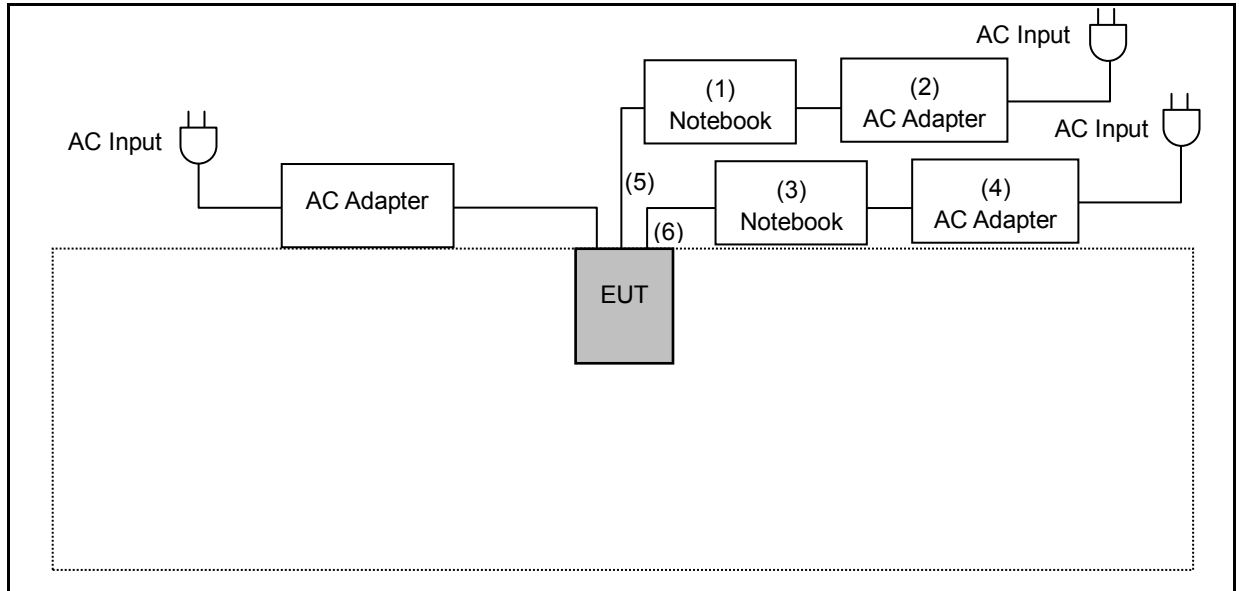 AC Input
(1)
Notebook
(2)
AC Adapter
AC Input
AC Input
AC Adapter
(5)
(3)
Notebook
(4)
AC Adapter
(6)
EUT